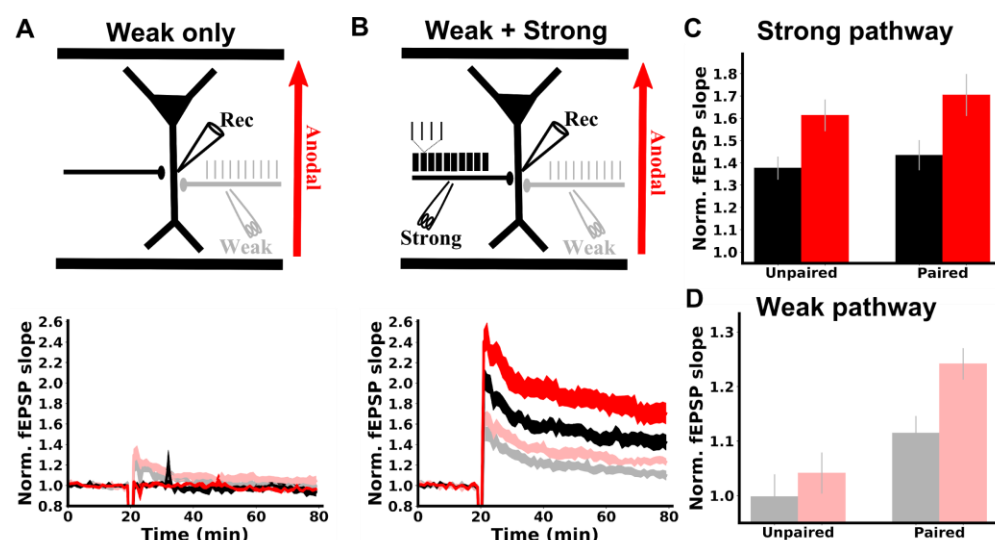 A
Weak only
Rec
Weak
Anodal
Norm. fEPSP slope
2.6
2.4
2.2
2.0
1.8
1.6
1.4
1.2
1.0
0.8
0 20 40 60 80
Time (min)
B
Weak + Strong
Rec
Strong
Weak
Anodal
Norm. fEPSP slope
2.6
2.4
2.2
2.0
1.8
1.6
1.4
1.2
1.0
0.8
0 20 40 60 80
Time (min)
C
Strong pathway
Norm. fEPSP slope
1.8
1.7
1.6
1.5
1.4
1.3
1.2
1.1
1.0
Unpaired Paired
D
Weak pathway
Norm. fEPSP slope
1.3
1.2
1.1
1.0
Unpaired Paired